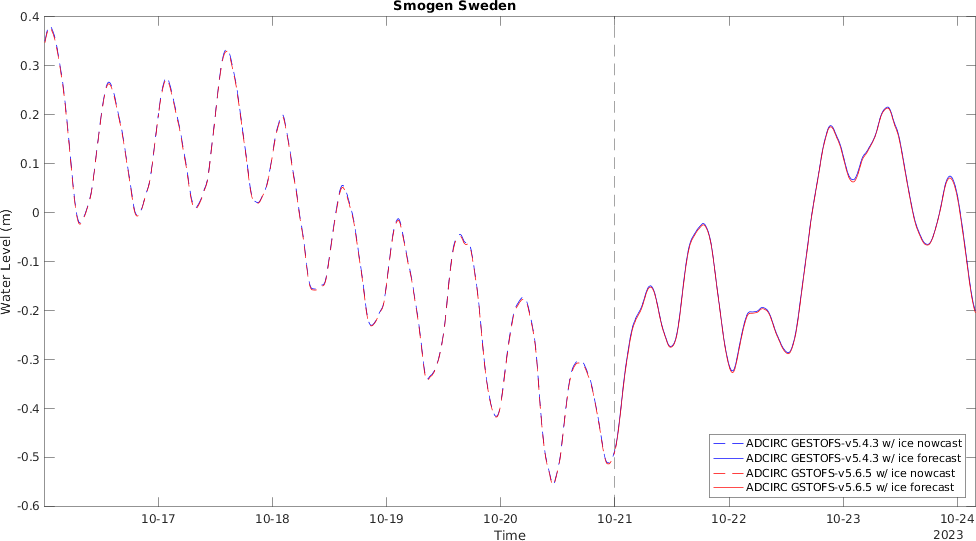 Smogen Sweden
0.4
0.3
0.2
0.1
0
-0.1
-0.2
-0.3
-0.4
-0.5
-0.6
Water Level (m)
10-17 10-18 10-19 10-20 10-21 10-22 10-23 10-24
2023
Time
ADCIRC GESTOFS-v5.4.3 w/ ice nowcast
ADCIRC GESTOFS-v5.4.3 w/ ice forecast
ADCIRC GSTOFS-v5.6.5 w/ ice nowcast
ADCIRC GSTOFS-v5.6.5 w/ ice forecast